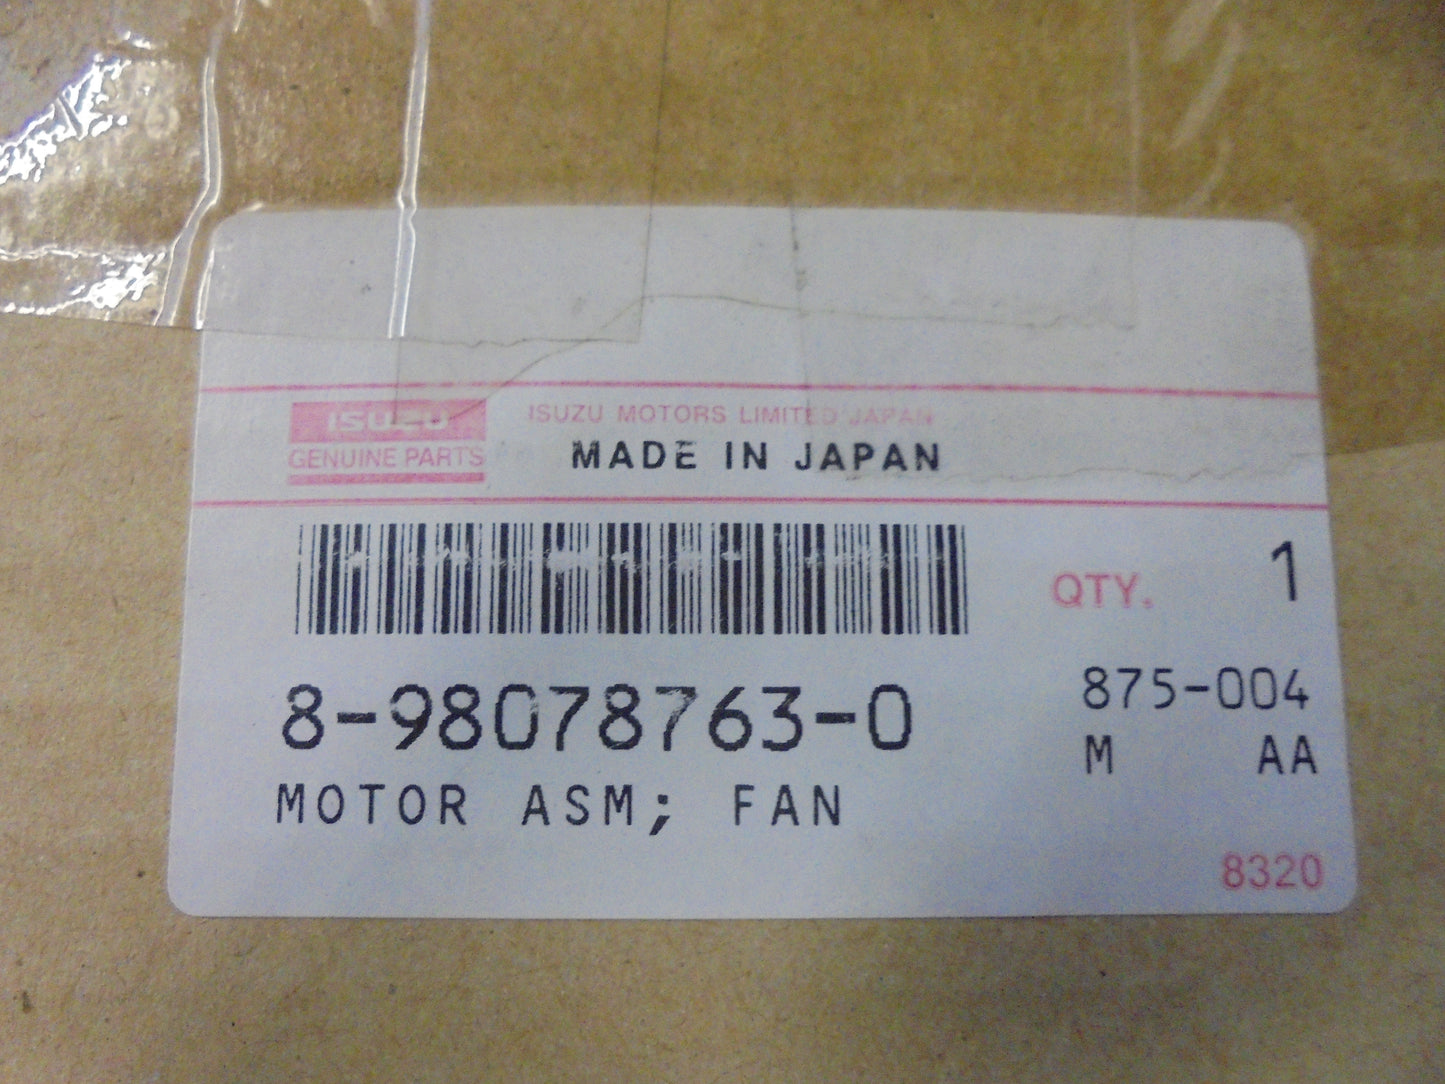 ISUZU
GENUINE PARTS
ISUZU MOTORS LIMITED JAPAN
MADE IN JAPAN
QTY. 1
8-98078763-0
875-004
M AA
MOTOR ASM; FAN
8320